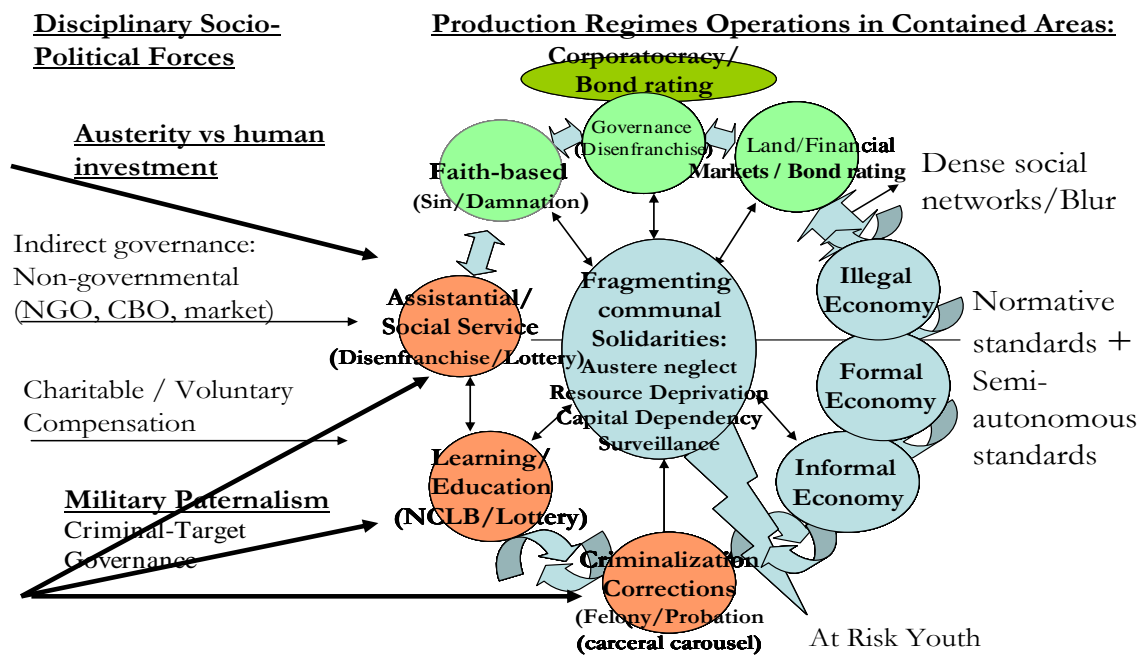 Disciplinary Socio-
Political Forces
Production Regimes Operations in Contained Areas:
Corporatocracy/
Bond rating
Austerity vs human
investment
Governance
(Disenfranchise)
Land/Financial
Markets / Bond rating
Faith-based
(Sin/Damnation)
Dense social
networks/Blur
Indirect governance:
Non-governmental
(NGO, CBO, market)
Assistantial/
Social Service
(Disenfranchise/Lottery)
Fragmenting
communal
Solidarities:
Austere neglect
Resource Deprivation
Capital Dependency
Surveillance
Illegal
Economy
Normative
standards +
Semi-
autonomous
standards
Formal
Economy
Charitable / Voluntary
Compensation
Learning/
Education
(NCLB/Lottery)
Informal
Economy
Military Paternalism
Criminal-Target
Governance
Criminalization
Corrections
(Felony/Probation
(carceral carousel)
At Risk Youth